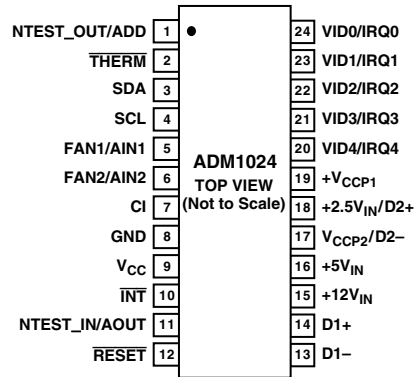 NTEST_OUT/ADD 1 24 VID0/IRQ0
THERM 2 23 VID1/IRQ1
SDA 3 22 VID2/IRQ2
SCL 4 21 VID3/IRQ3
FAN1/AIN1 5 20 VID4/IRQ4
FAN2/AIN2 6 19 +VCCP1
CI 7 18 +2.5VIN/D2+
GND 8 17 VCCP2/D2–
VCC 9 16 +5VIN
INT 10 15 +12VIN
NTEST_IN/AOUT 11 14 D1+
RESET 12 13 D1–
ADM1024
TOP VIEW
(Not to Scale)